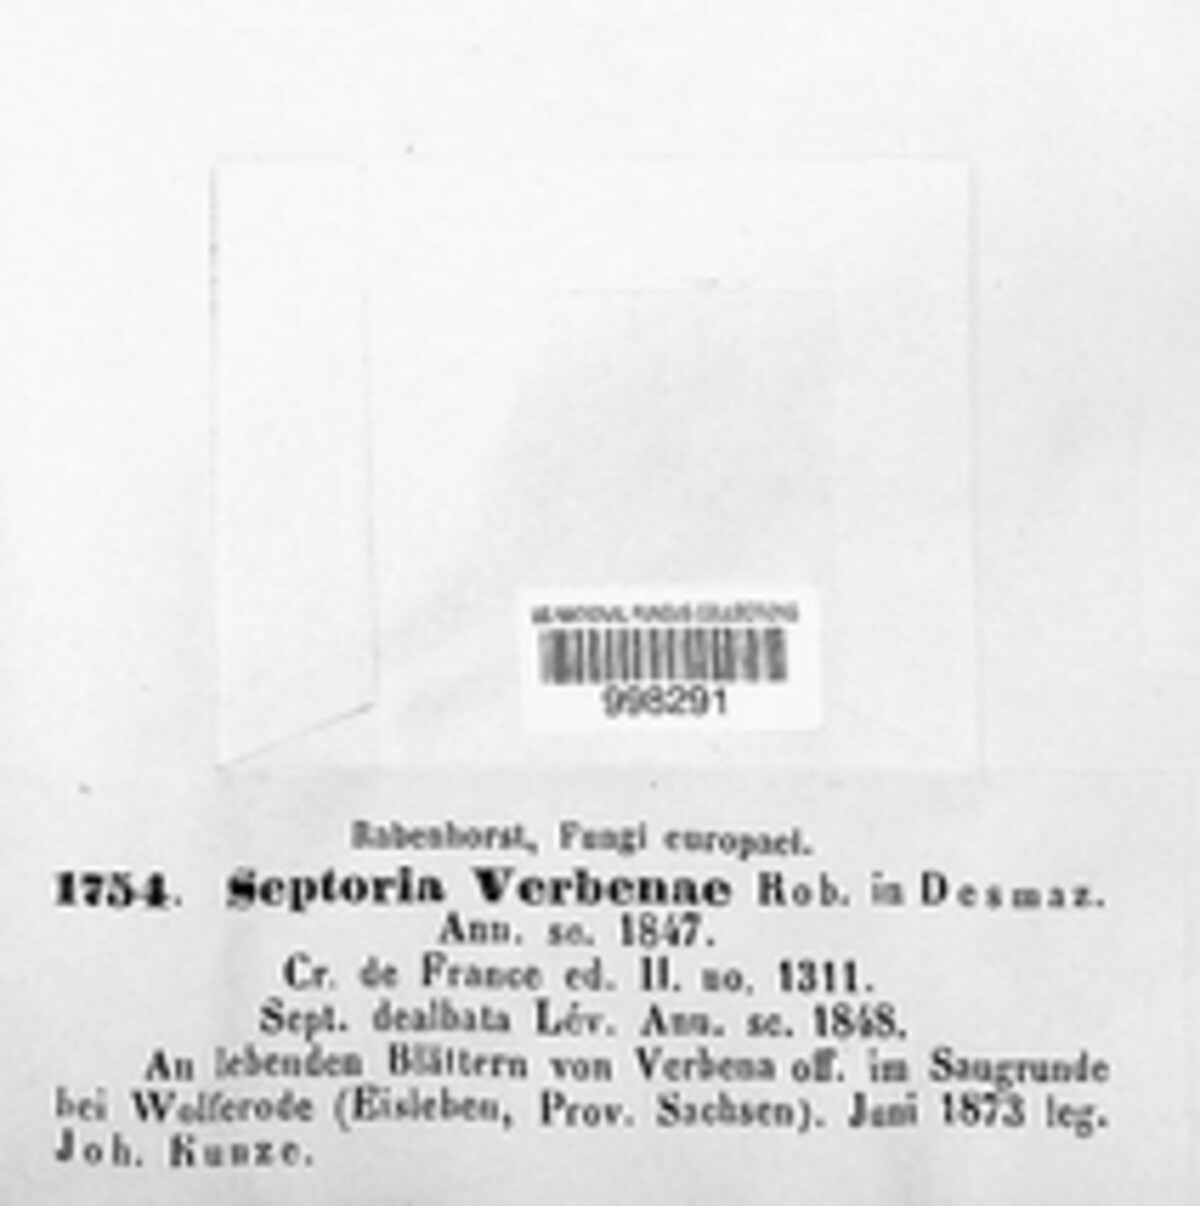 US NATIONAL FUNGUS COLLECTIONS
998291
Rabenhorst, Fungi europaei.
1754. Septoria Verbenae Rob. in Desmaz.
Ann. sc. 1847.
Cr. de France ed. II. no. 1311.
Sept. dealbata Lév. Ann. sc. 1848.
An lebenden Blättern von Verbena off. im Saugrunde
bei Wolferode (Eisleben, Prov. Sachsen). Juni 1873 leg.
Joh. Kunze.